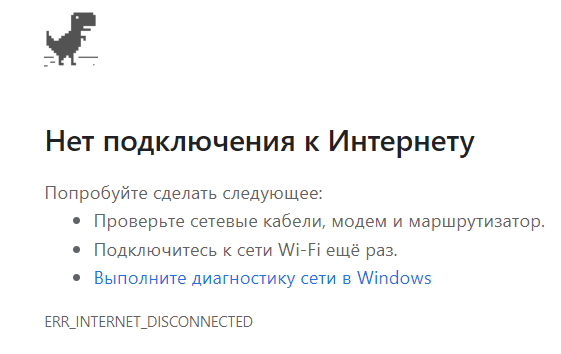 Нет подключения к Интернету
Попробуйте сделать следующее:
• Проверьте сетевые кабели, модем и маршрутизатор.
• Подключитесь к сети Wi-Fi ещё раз.
• Выполните диагностику сети в Windows
ERR_INTERNET_DISCONNECTED